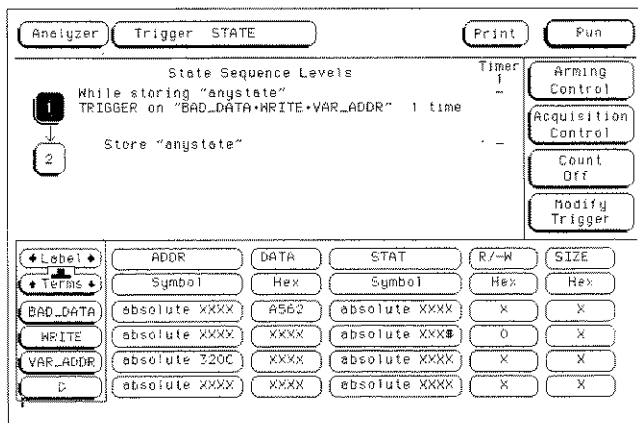 Analyzer Trigger STATE Print Run
State Sequence Levels Timer
1
While storing "anystate" –
1 TRIGGER on "BAD_DATA•WRITE•VAR_ADDR" 1 time
2 Store "anystate" · –
Arming
Control
Acquisition
Control
Count
Off
Modify
Trigger
Label ADDR DATA STAT R/-W SIZE
Terms Symbol Hex Symbol Hex Hex
BAD_DATA absolute XXXX A562 absolute XXXX X X
WRITE absolute XXXX XXXX absolute XXX# 0 X
VAR_ADDR absolute 320C XXXX absolute XXXX X X
absolute XXXX XXXX absolute XXXX X X